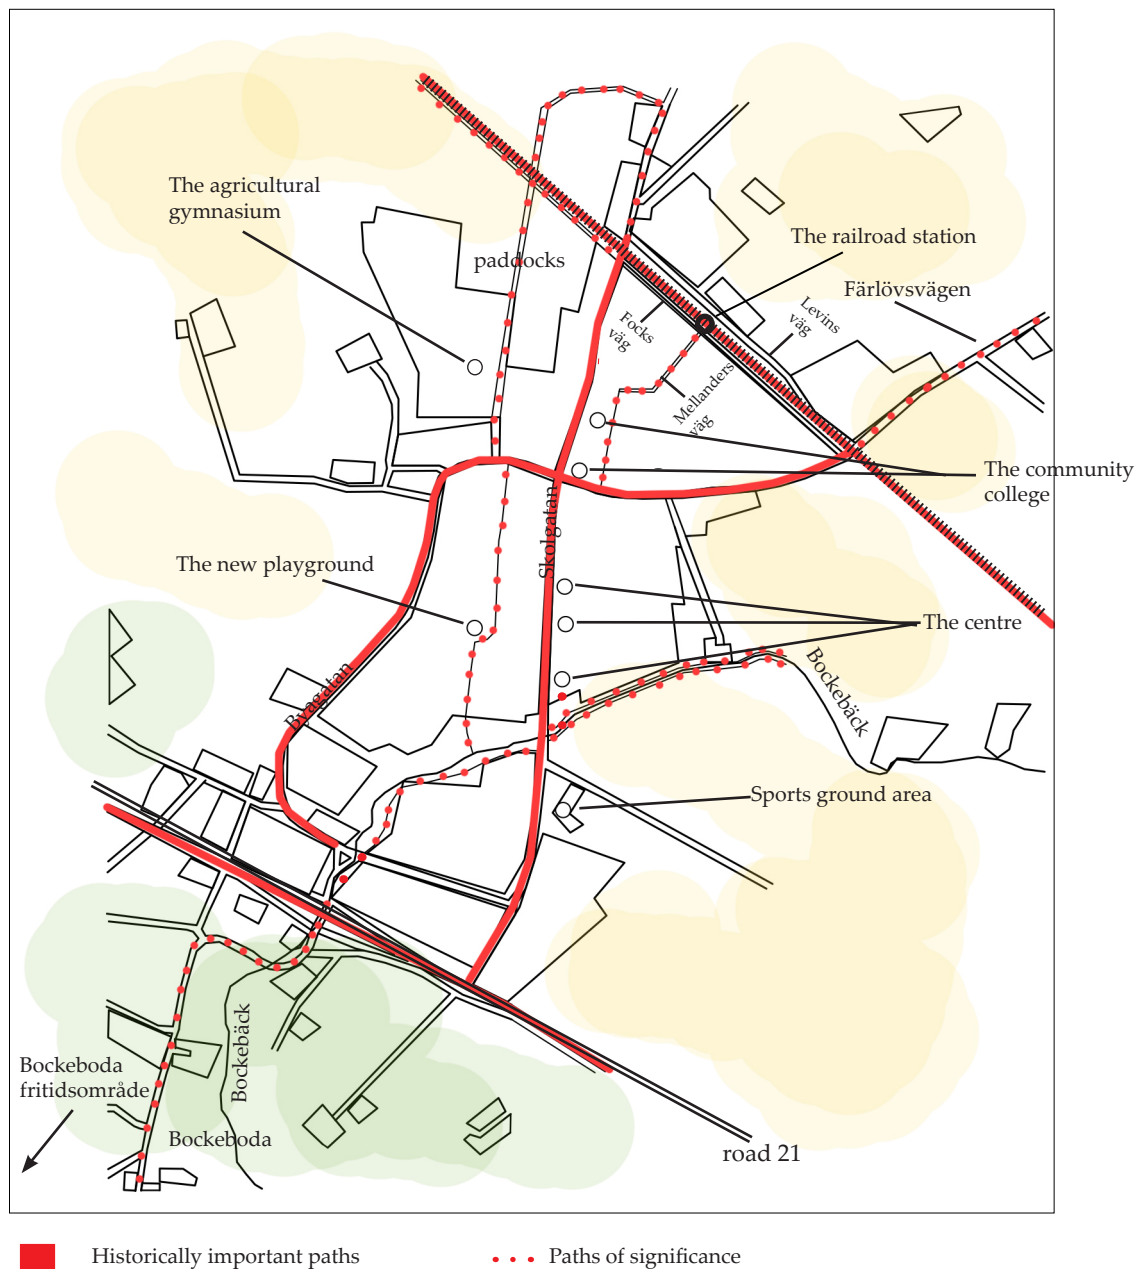 The agricultural
gymnasium
The railroad station
paddocks
Färlövsvägen
Levins
väg
Focks
väg
Mellanders
väg
The community
college
Skolgatan
The new playground
The centre
Bockebäck
Byagatan
Sports ground area
Bockebäck
Bockeboda
fritidsområde
Bockeboda
road 21
Historically important paths
Paths of significance